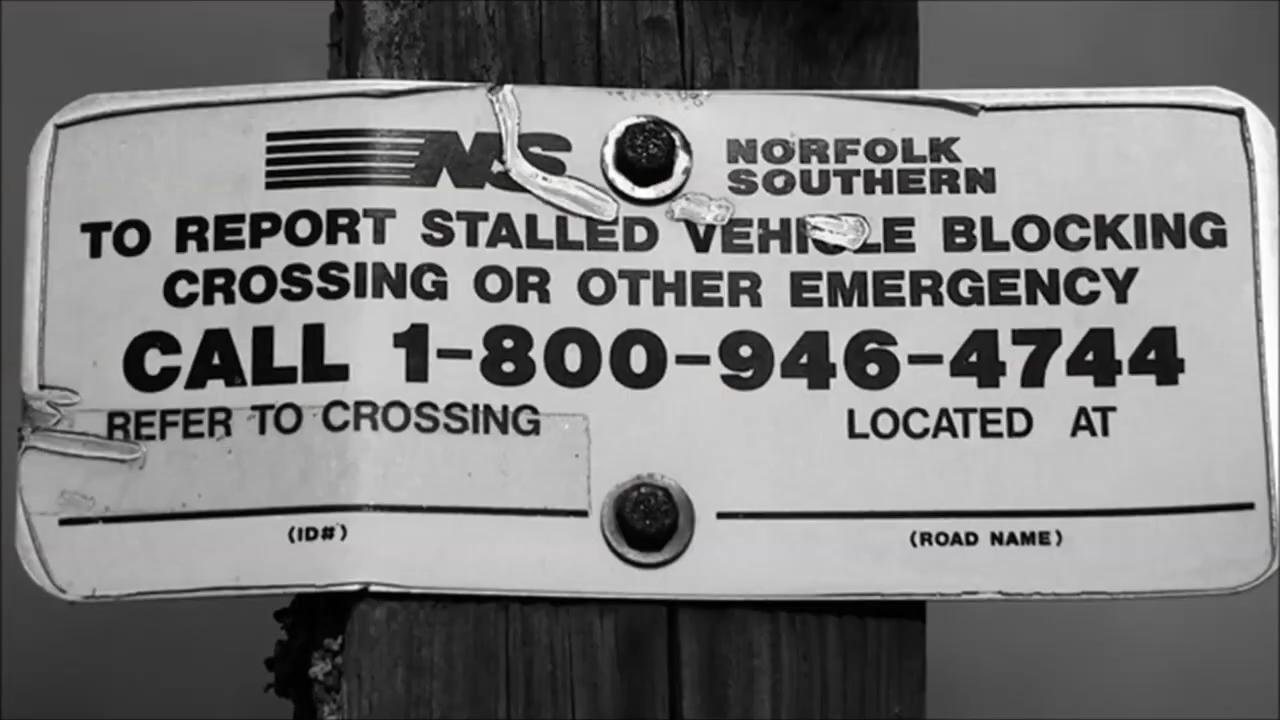 NS NORFOLK
SOUTHERN
TO REPORT STALLED VEHICLE BLOCKING
CROSSING OR OTHER EMERGENCY
CALL 1-800-946-4744
REFER TO CROSSING LOCATED AT
(ID#) (ROAD NAME)